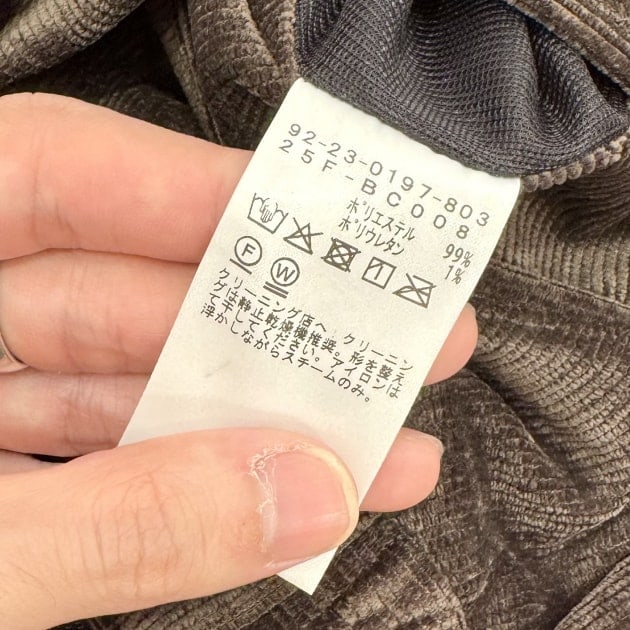 92-23-0197-803
25F-BC008
ポリエステル 99%
ポリウレタン 1%
F W
クリーニング店へ クリーニン
グは静止乾燥機推奨。形を整え
て干してください。アイロンは
浮かしながらスチームのみ。